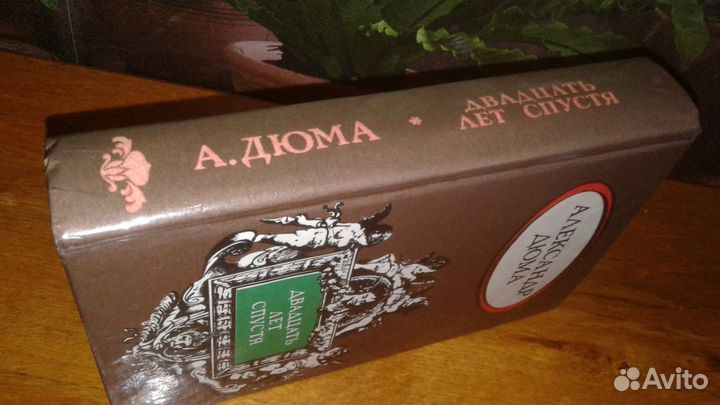 А. ДЮМА * ДВАДЦАТЬ
ЛЕТ СПУСТЯ
АЛЕКСАНДР
ДЮМА
ДВАДЦАТЬ
ЛЕТ
СПУСТЯ
Avito